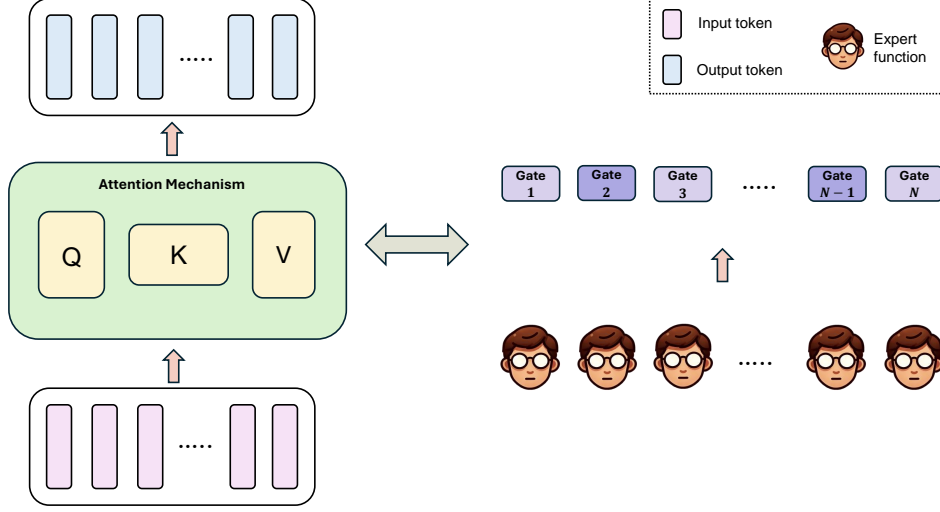 Input token
Output token
Expert
function
.....
Attention Mechanism
Q
K
V
Gate
1
Gate
2
Gate
3
.....
Gate
N − 1
Gate
N
.....
.....